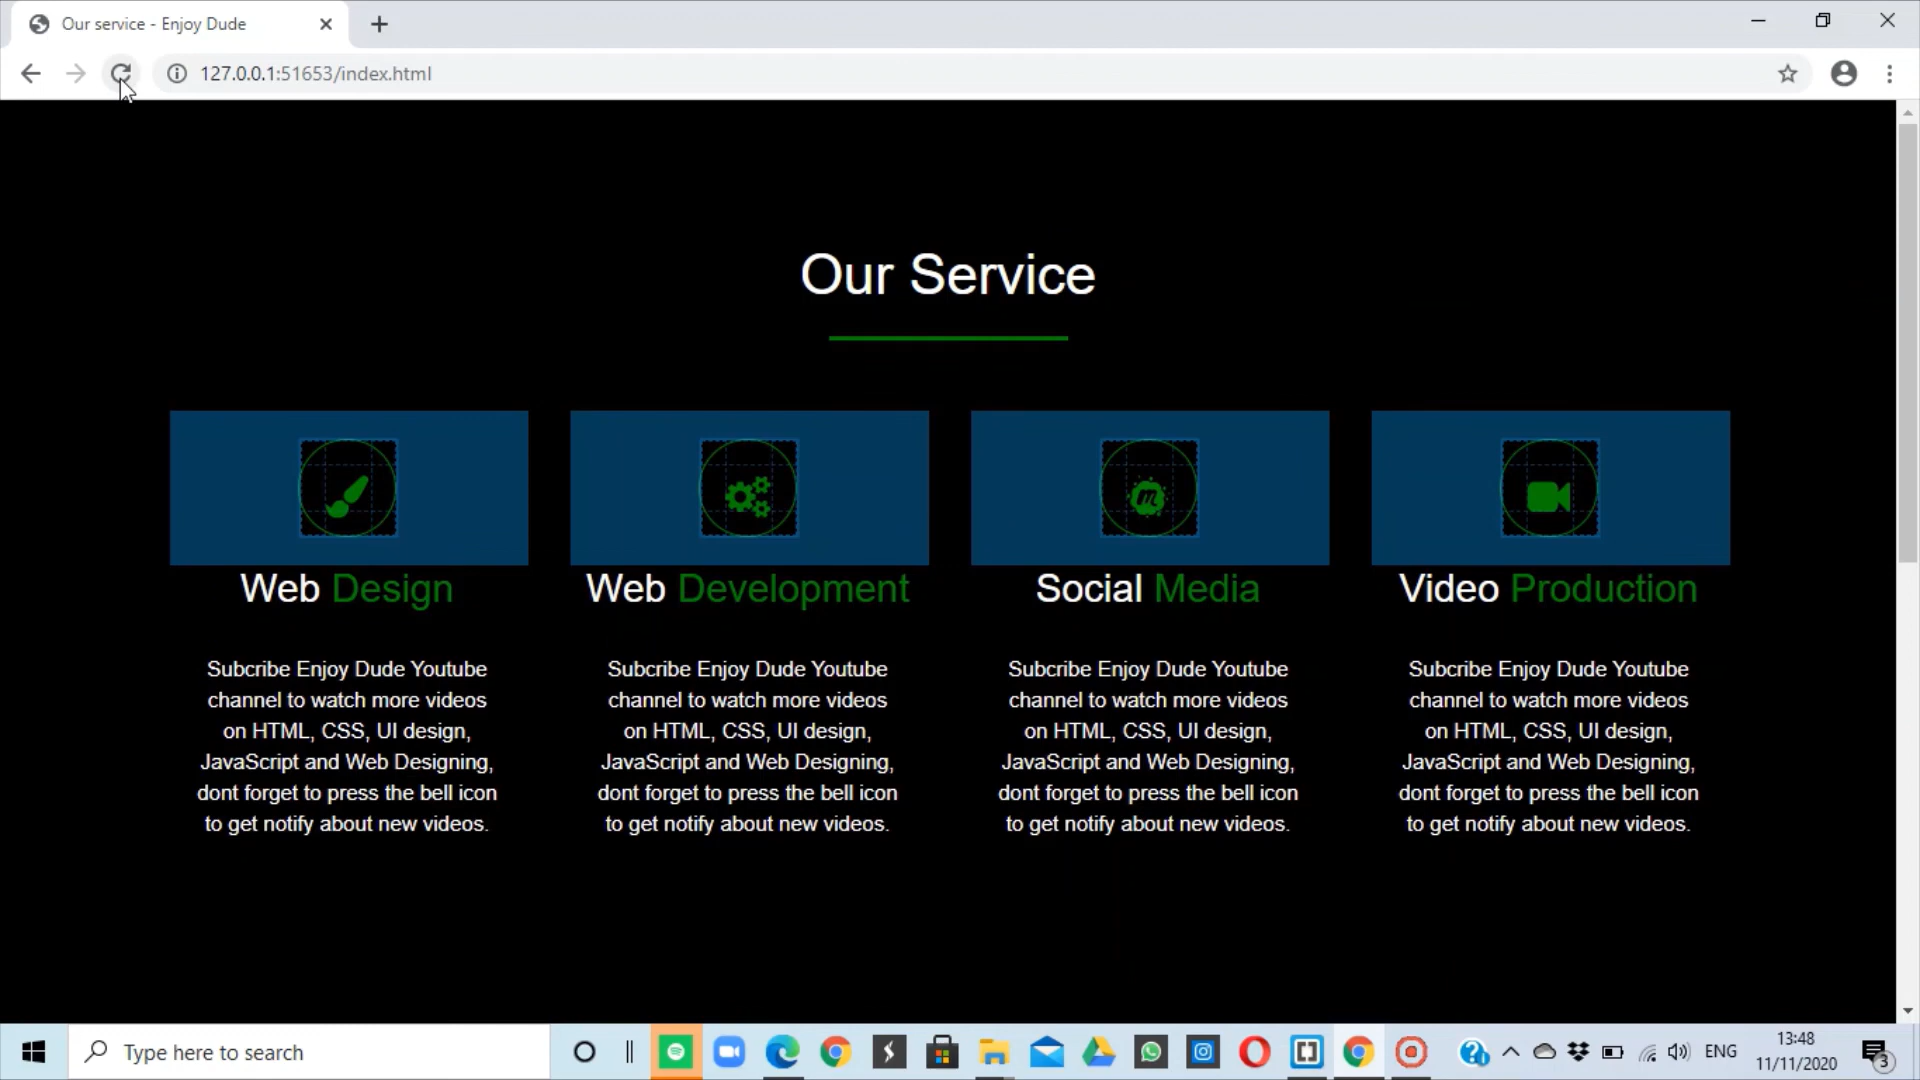 Our service - Enjoy Dude
127.0.0.1:51653/index.html
Our Service
Web Design
Subcribe Enjoy Dude Youtube
channel to watch more videos
on HTML, CSS, UI design,
JavaScript and Web Designing,
dont forget to press the bell icon
to get notify about new videos.
Web Development
Subcribe Enjoy Dude Youtube
channel to watch more videos
on HTML, CSS, UI design,
JavaScript and Web Designing,
dont forget to press the bell icon
to get notify about new videos.
Social Media
Subcribe Enjoy Dude Youtube
channel to watch more videos
on HTML, CSS, UI design,
JavaScript and Web Designing,
dont forget to press the bell icon
to get notify about new videos.
Video Production
Subcribe Enjoy Dude Youtube
channel to watch more videos
on HTML, CSS, UI design,
JavaScript and Web Designing,
dont forget to press the bell icon
to get notify about new videos.
Type here to search
ENG
13:48
11/11/2020
3